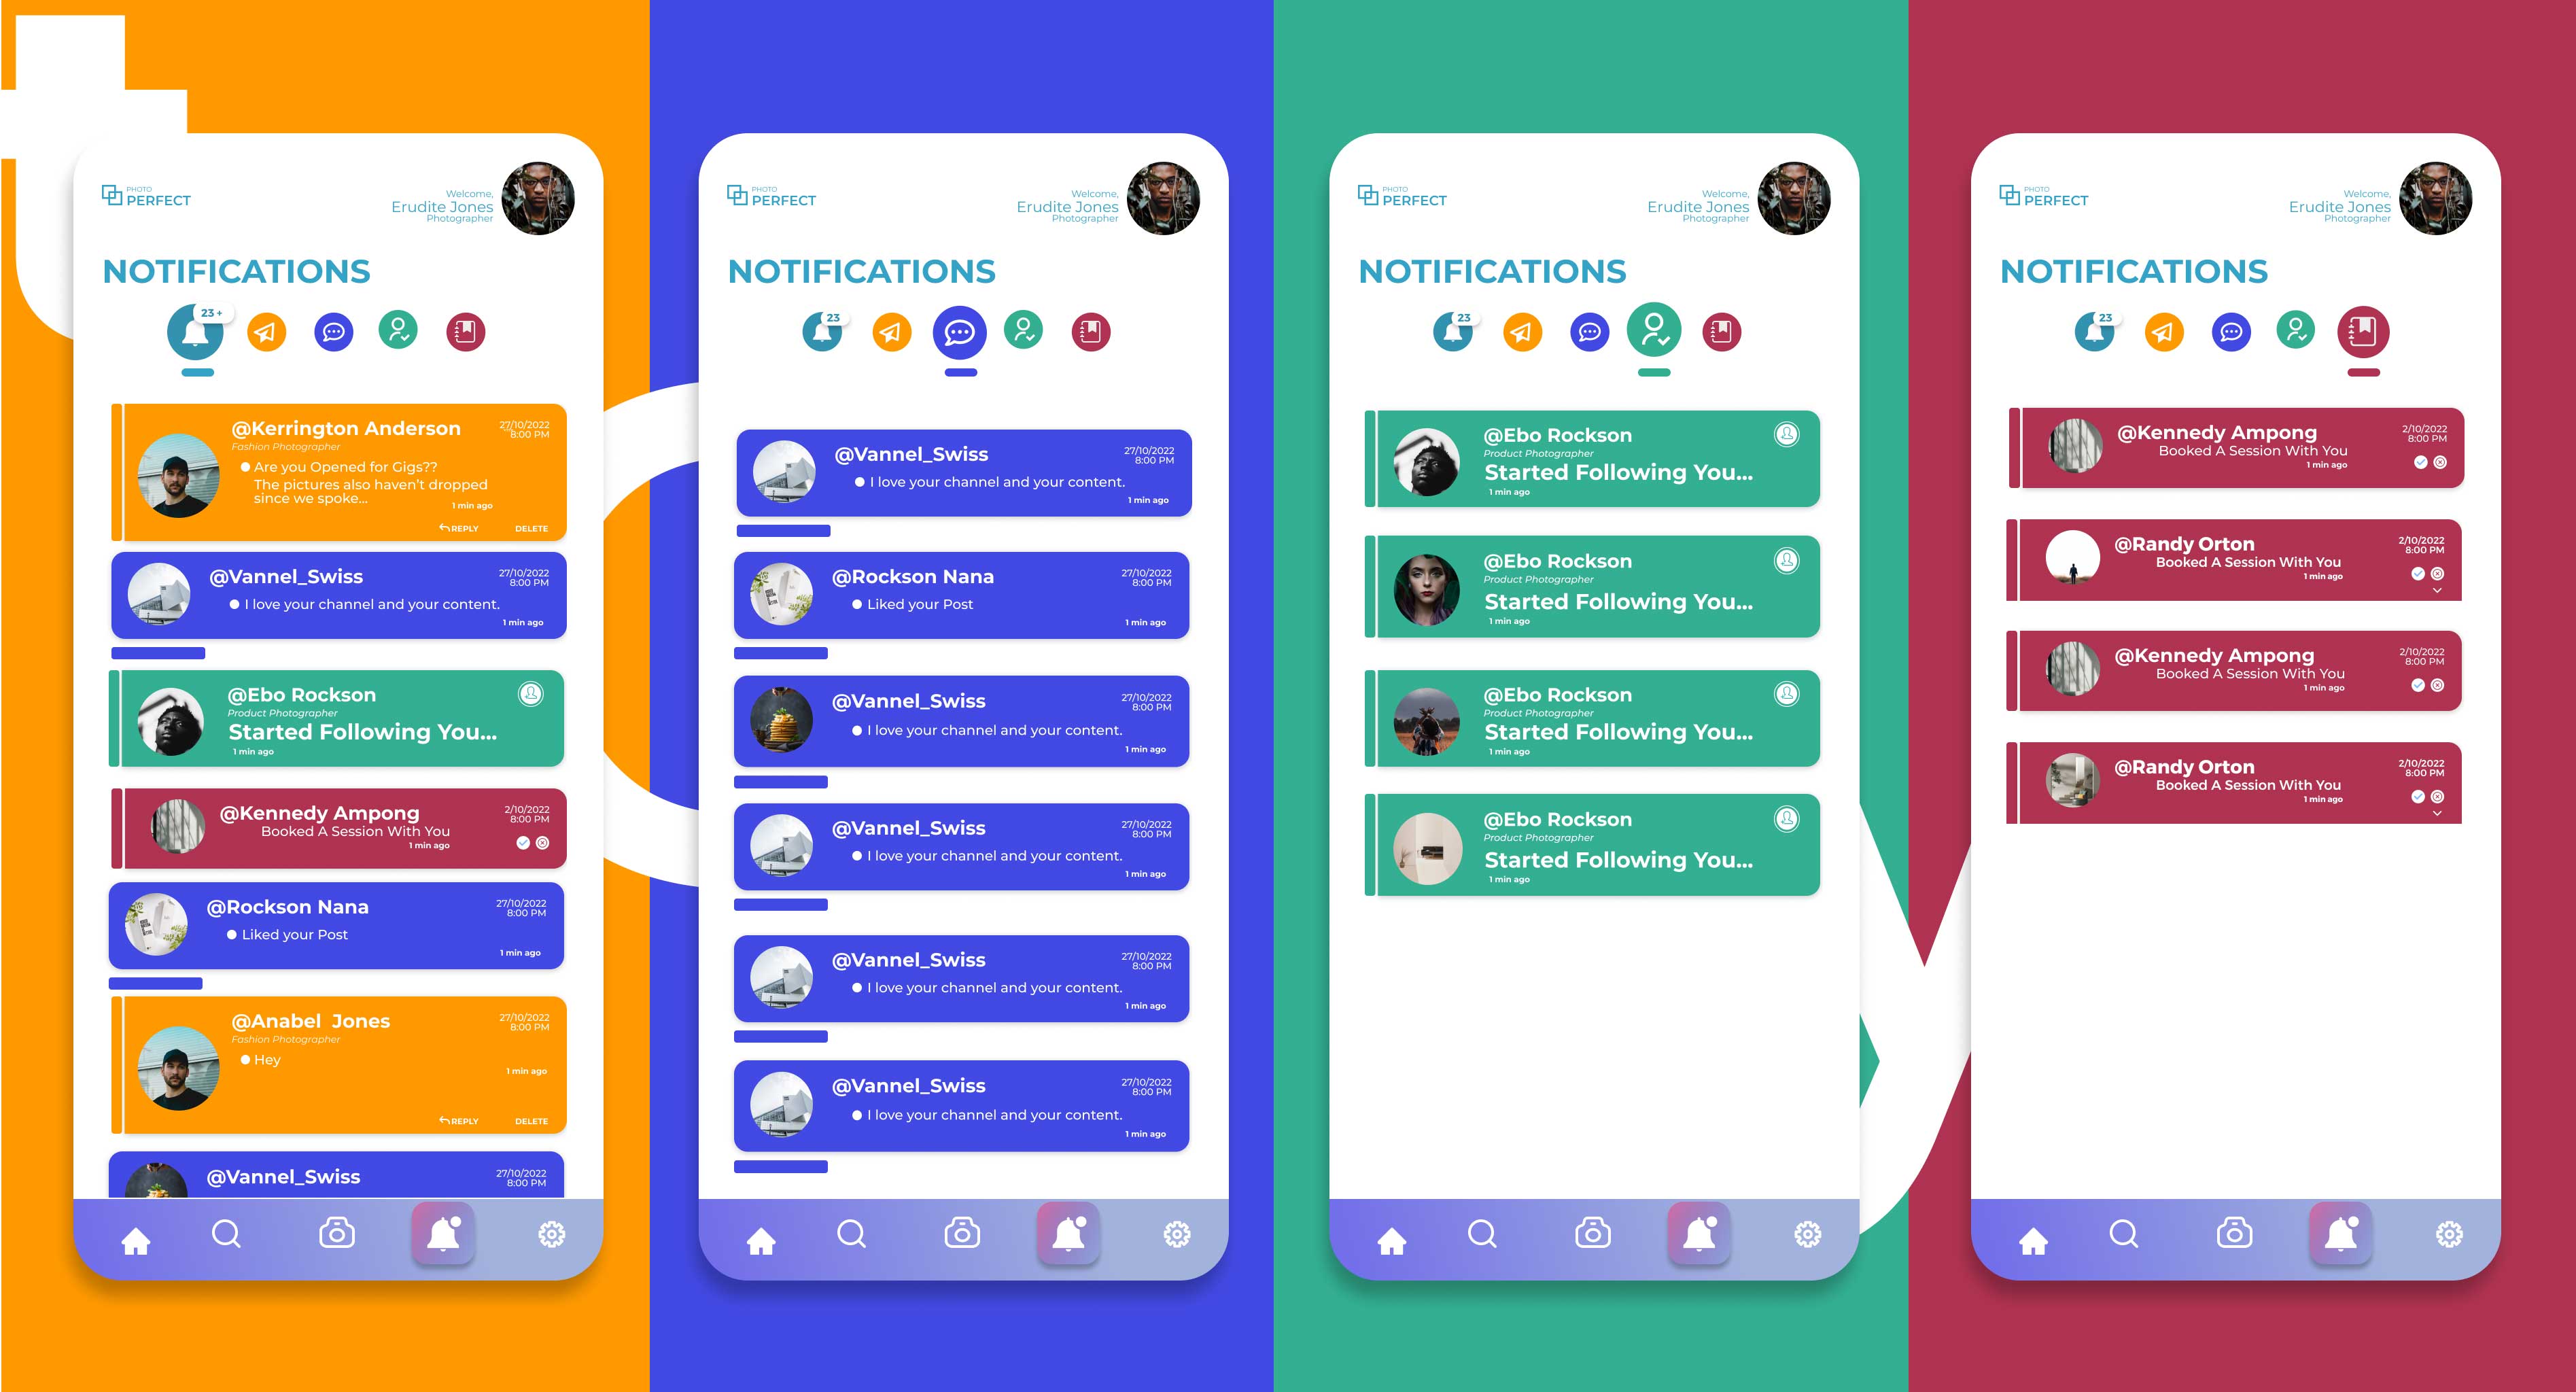 PHOTO
PERFECT
Welcome,
Erudite Jones
Photographer
NOTIFICATIONS
23 +
@Kerrington Anderson
27/10/2022
8:00 PM
Fashion Photographer
Are you Opened for Gigs??
The pictures also haven't dropped
since we spoke...
1 min ago
REPLY
DELETE
@Vannel_Swiss
27/10/2022
8:00 PM
I love your channel and your content.
1 min ago
@Ebo Rockson
Product Photographer
Started Following You...
1 min ago
@Kennedy Ampong
2/10/2022
8:00 PM
Booked A Session With You
1 min ago
@Rockson Nana
27/10/2022
8:00 PM
Liked your Post
1 min ago
@Anabel Jones
27/10/2022
8:00 PM
Fashion Photographer
Hey
1 min ago
REPLY
DELETE
@Vannel_Swiss
27/10/2022
8:00 PM
PHOTO
PERFECT
Welcome,
Erudite Jones
Photographer
NOTIFICATIONS
23
@Vannel_Swiss
27/10/2022
8:00 PM
I love your channel and your content.
1 min ago
@Rockson Nana
27/10/2022
8:00 PM
Liked your Post
1 min ago
@Vannel_Swiss
27/10/2022
8:00 PM
I love your channel and your content.
1 min ago
@Vannel_Swiss
27/10/2022
8:00 PM
I love your channel and your content.
1 min ago
@Vannel_Swiss
27/10/2022
8:00 PM
I love your channel and your content.
1 min ago
@Vannel_Swiss
27/10/2022
8:00 PM
I love your channel and your content.
1 min ago
PHOTO
PERFECT
Welcome,
Erudite Jones
Photographer
NOTIFICATIONS
23
@Ebo Rockson
Product Photographer
Started Following You...
1 min ago
@Ebo Rockson
Product Photographer
Started Following You...
1 min ago
@Ebo Rockson
Product Photographer
Started Following You...
1 min ago
@Ebo Rockson
Product Photographer
Started Following You...
1 min ago
PHOTO
PERFECT
Welcome,
Erudite Jones
Photographer
NOTIFICATIONS
23
@Kennedy Ampong
2/10/2022
8:00 PM
Booked A Session With You
1 min ago
@Randy Orton
2/10/2022
8:00 PM
Booked A Session With You
1 min ago
@Kennedy Ampong
2/10/2022
8:00 PM
Booked A Session With You
1 min ago
@Randy Orton
2/10/2022
8:00 PM
Booked A Session With You
1 min ago